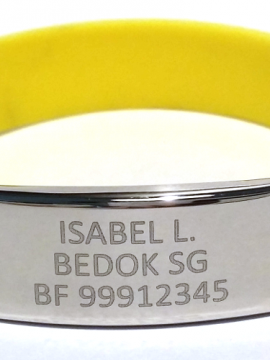 ISABEL L.
BEDOK SG
BF 99912345